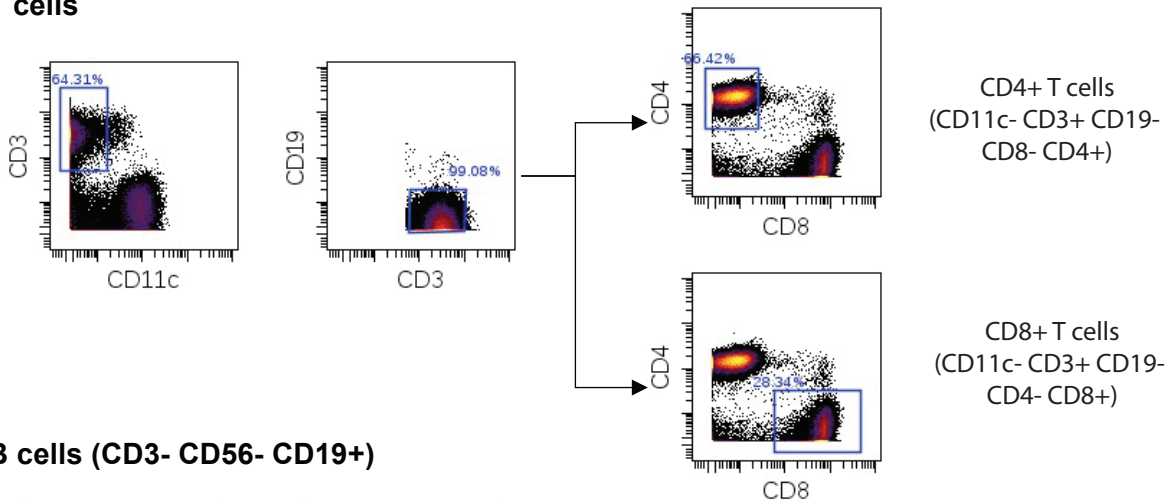 cells
64.31%
CD3
CD11c
99.08%
CD19
CD3
66.42%
CD4
CD8
CD4+ T cells
(CD11c- CD3+ CD19-
CD8- CD4+)
28.34%
CD4
CD8
CD8+ T cells
(CD11c- CD3+ CD19-
CD4- CD8+)
B cells (CD3- CD56- CD19+)